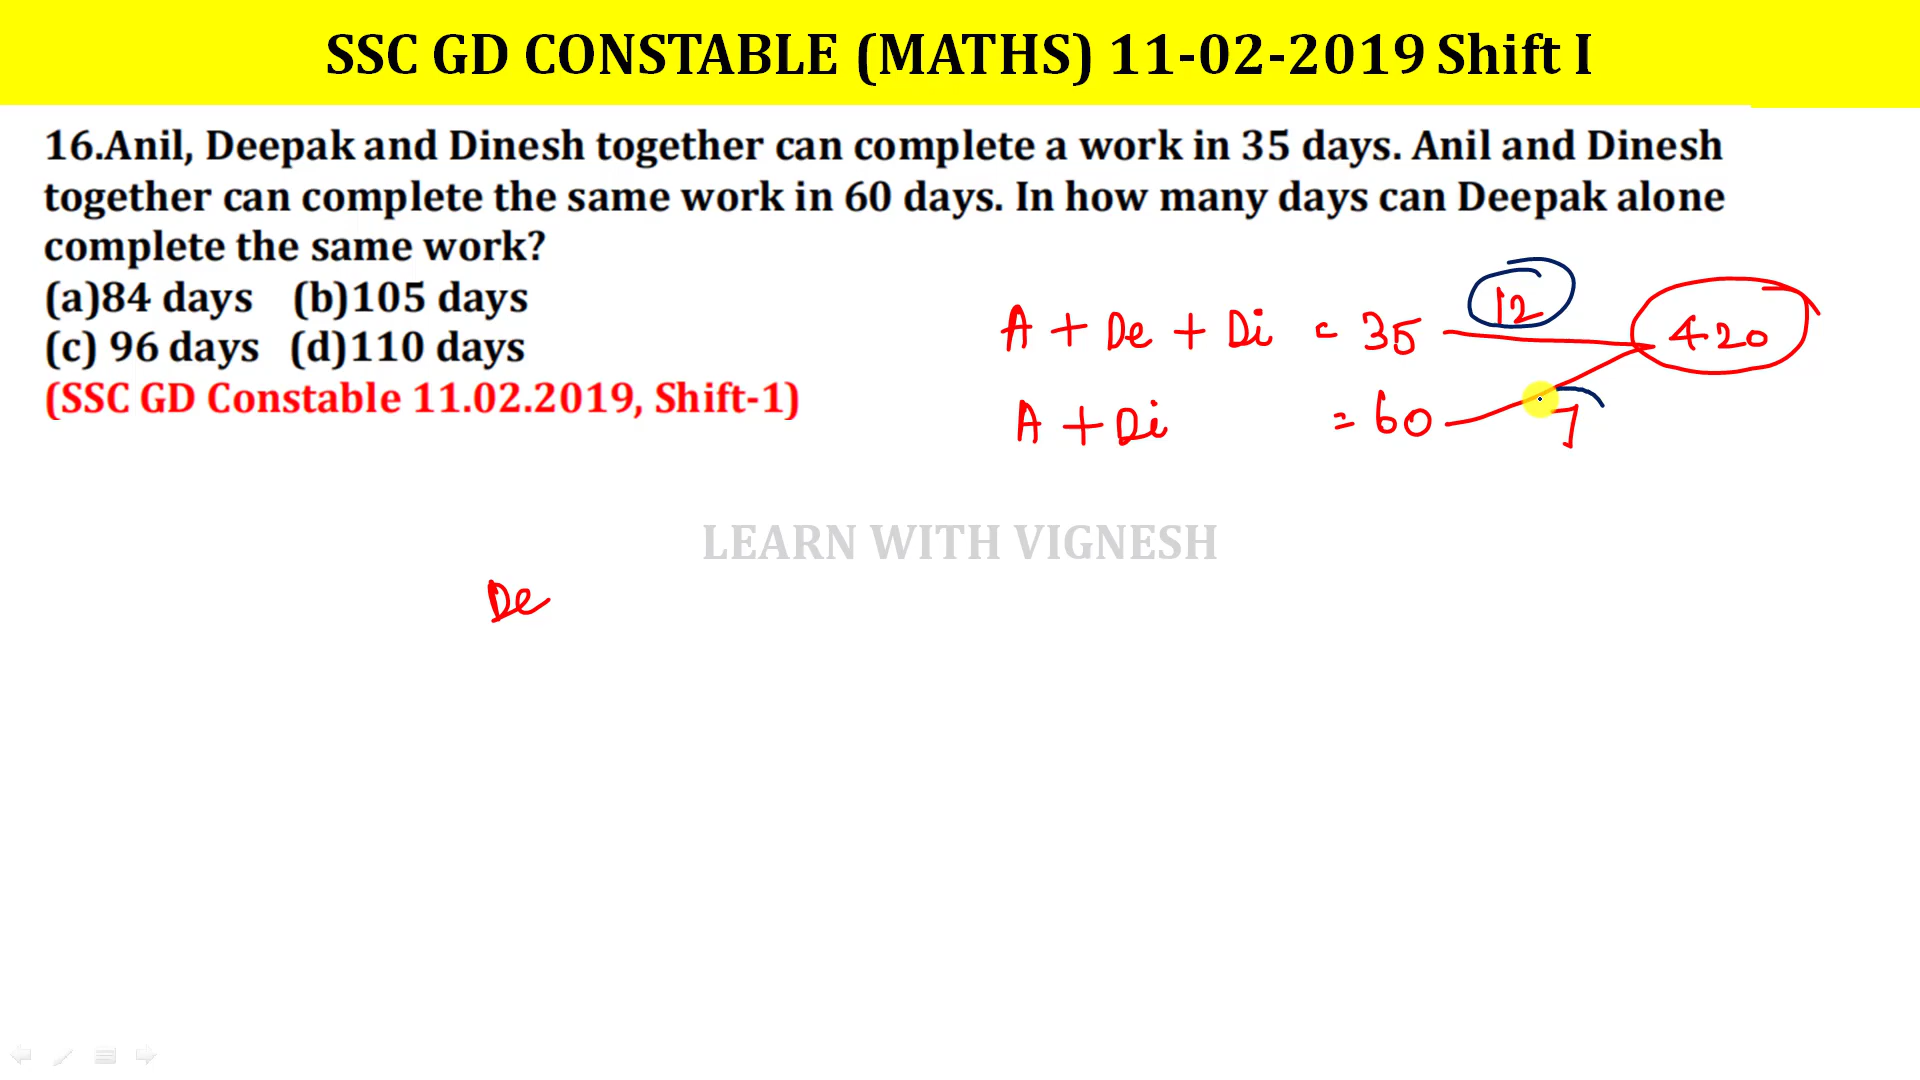 SSC GD CONSTABLE (MATHS) 11-02-2019 Shift I
16.Anil, Deepak and Dinesh together can complete a work in 35 days. Anil and Dinesh
together can complete the same work in 60 days. In how many days can Deepak alone
complete the same work?
(a)84 days (b)105 days
(c) 96 days (d)110 days
(SSC GD Constable 11.02.2019, Shift-1)
A + De + Di = 35 12 420
A + Di = 60 7
LEARN WITH VIGNESH
De